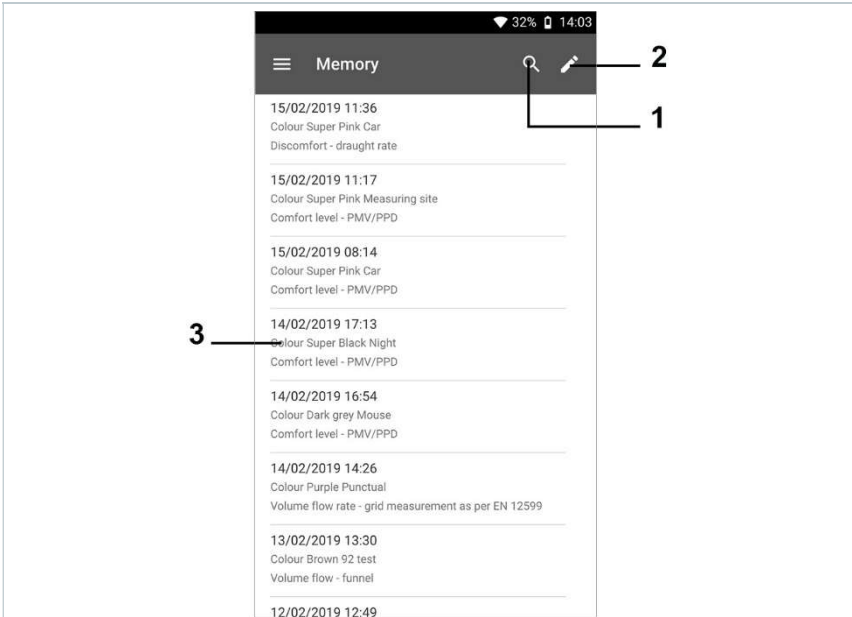 32% 14:03
Memory
2
1
15/02/2019 11:36
Colour Super Pink Car
Discomfort - draught rate
15/02/2019 11:17
Colour Super Pink Measuring site
Comfort level - PMV/PPD
15/02/2019 08:14
Colour Super Pink Car
Comfort level - PMV/PPD
14/02/2019 17:13
3
Colour Super Black Night
Comfort level - PMV/PPD
14/02/2019 16:54
Colour Dark grey Mouse
Comfort level - PMV/PPD
14/02/2019 14:26
Colour Purple Punctual
Volume flow rate - grid measurement as per EN 12599
13/02/2019 13:30
Colour Brown 92 test
Volume flow - funnel
12/02/2019 12:49